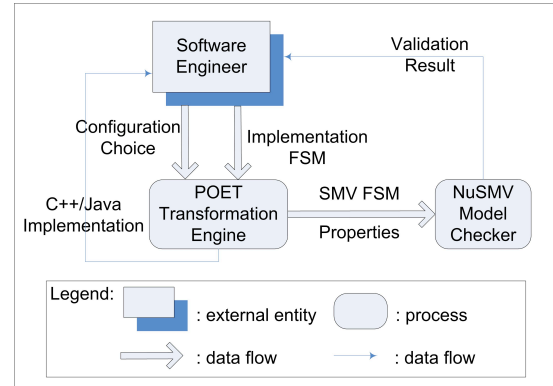 Software
Engineer
Validation
Result
Configuration
Choice
Implementation
FSM
C++/Java
Implementation
POET
Transformation
Engine
SMV FSM
Properties
NuSMV
Model
Checker
Legend:
: external entity
: process
: data flow
: data flow